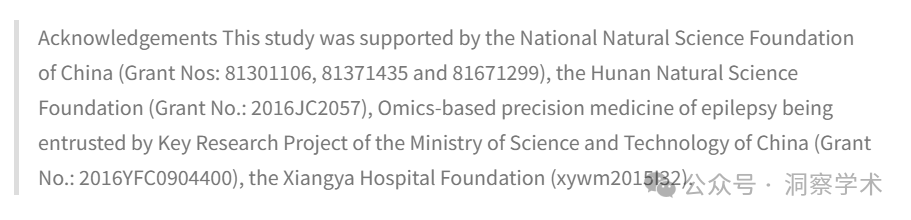 Acknowledgements This study was supported by the National Natural Science Foundation
of China (Grant Nos: 81301106, 81371435 and 81671299), the Hunan Natural Science
Foundation (Grant No.: 2016JC2057), Omics-based precision medicine of epilepsy being
entrusted by Key Research Project of the Ministry of Science and Technology of China (Grant
No.: 2016YFC0904400), the Xiangya Hospital Foundation (xywm2015I32).
公众号 · 洞察学术